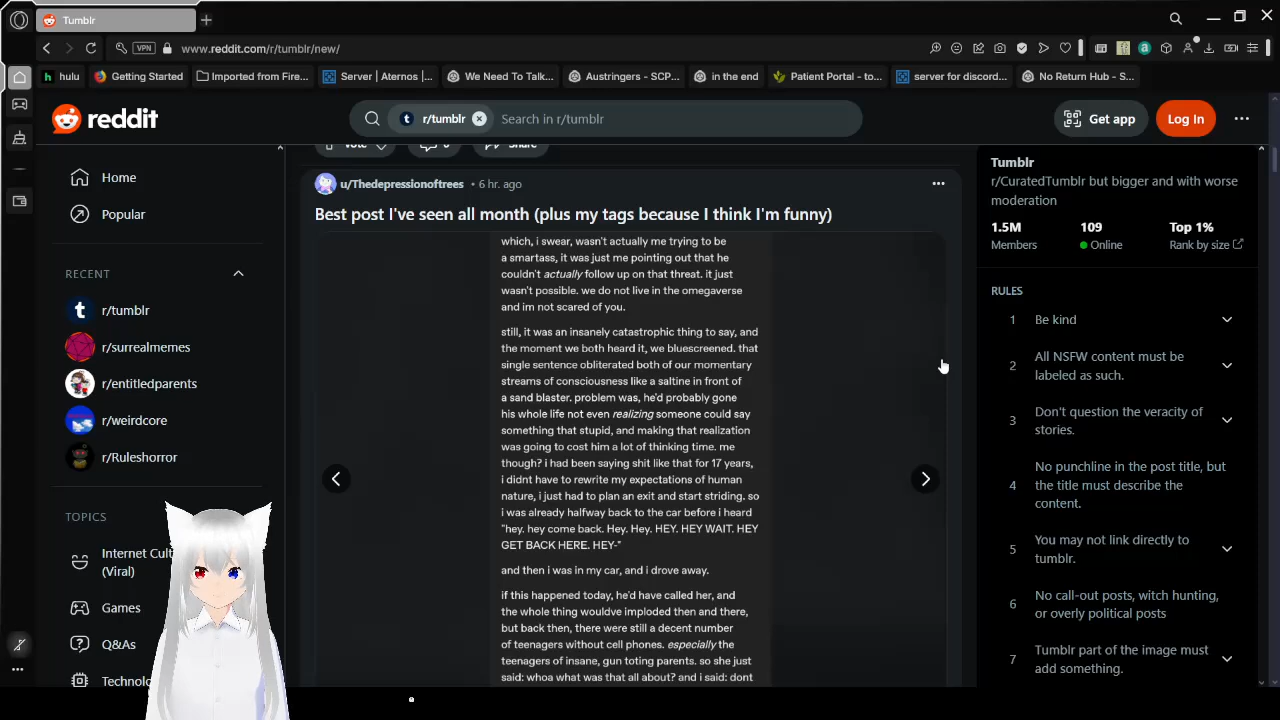 Tumblr
VPN
www.reddit.com/r/tumblr/new/
hulu
Getting Started
Imported from Fire...
Server | Aternos |...
We Need To Talk...
Austringers - SCP...
in the end
Patient Portal - to...
server for discord...
No Return Hub - S...
reddit
r/tumblr
Search in r/tumblr
Get app
Log In
Home
Popular
RECENT
r/tumblr
r/surrealmemes
r/entitledparents
r/weirdcore
r/Ruleshorror
TOPICS
Internet Cult
(Viral)
Games
Q&As
Technolo
Vote
0
Share
u/Thedepressionoftrees • 6 hr. ago
Best post I've seen all month (plus my tags because I think I'm funny)
which, i swear, wasn't actually me trying to be
a smartass, it was just me pointing out that he
couldn't actually follow up on that threat. it just
wasn't possible. we do not live in the omegaverse
and im not scared of you.
still, it was an insanely catastrophic thing to say, and
the moment we both heard it, we bluescreened. that
single sentence obliterated both of our momentary
streams of consciousness like a saltine in front of
a sand blaster. problem was, he'd probably gone
his whole life not even realizing someone could say
something that stupid, and making that realization
was going to cost him a lot of thinking time. me
though? i had been saying shit like that for 17 years,
i didnt have to rewrite my expectations of human
nature, i just had to plan an exit and start striding. so
i was already halfway back to the car before i heard
"hey. hey come back. Hey. Hey. HEY. HEY WAIT. HEY
GET BACK HERE. HEY-"
and then i was in my car, and i drove away.
if this happened today, he'd have called her, and
the whole thing wouldve imploded then and there,
but back then, there were still a decent number
of teenagers without cell phones. especially the
teenagers of insane, gun toting parents. so she just
said: whoa what was that all about? and i said: dont
Tumblr
r/CuratedTumblr but bigger and with worse
moderation
1.5M
Members
109
Online
Top 1%
Rank by size
RULES
1 Be kind
2 All NSFW content must be
labeled as such.
3 Don't question the veracity of
stories.
4 No punchline in the post title, but
the title must describe the
content.
5 You may not link directly to
tumblr.
6 No call-out posts, witch hunting,
or overly political posts
7 Tumblr part of the image must
add something.